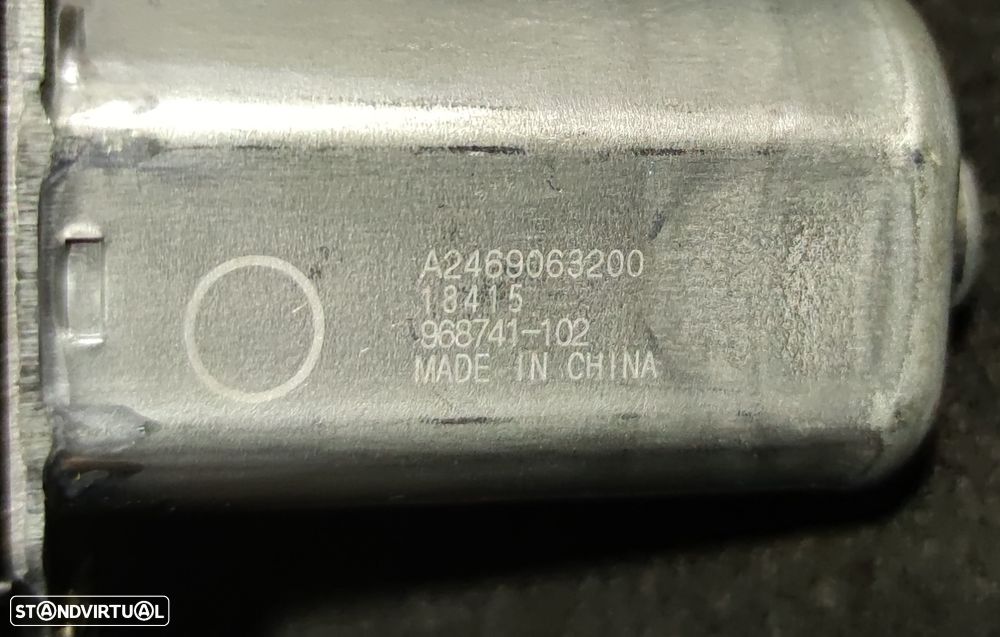 A2469063200
18415
968741-102
MADE IN CHINA
STANDVIRTUAL